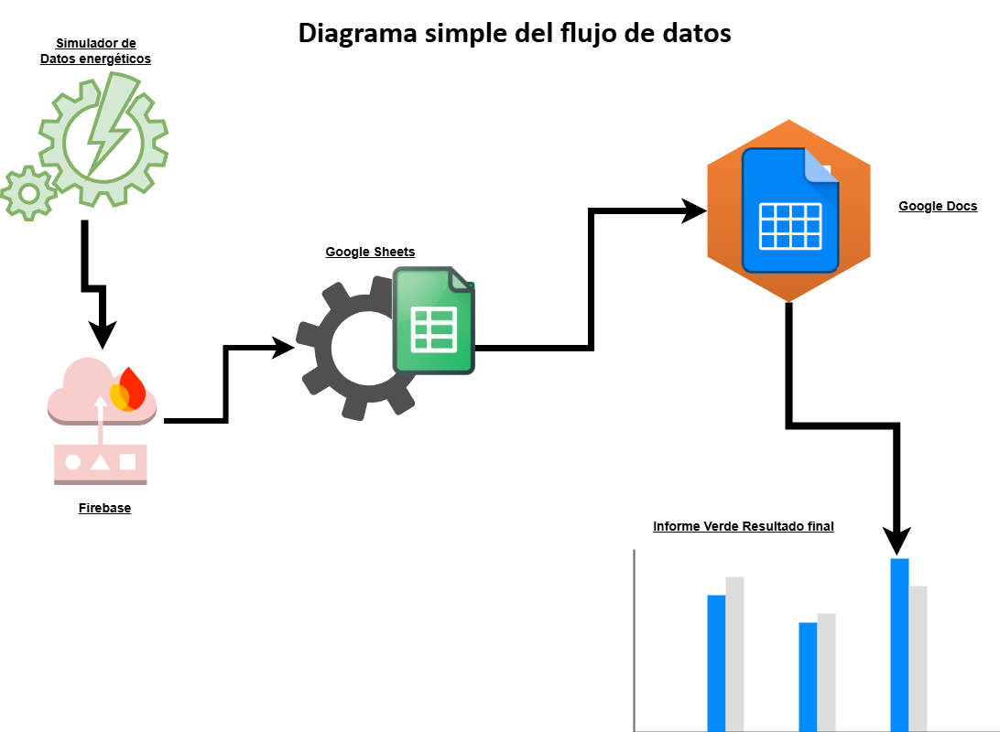 Diagrama simple del flujo de datos
Simulador de
Datos energéticos
Google Docs
Google Sheets
Firebase
Informe Verde Resultado final